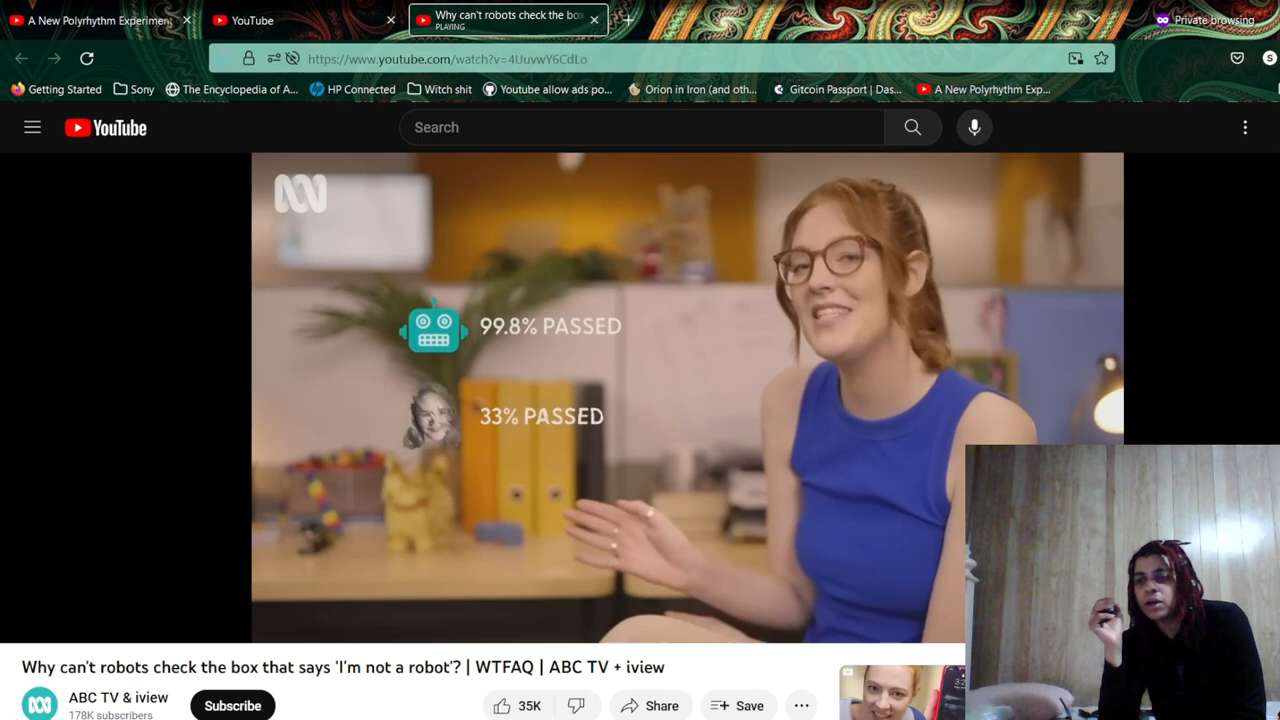 A New Polyrhythm Experiment
YouTube
Why can't robots check the box
PLAYING
Private browsing
https://www.youtube.com/watch?v=4UuvwY6CdLo
S
Getting Started
Sony
The Encyclopedia of A...
HP Connected
Witch shit
Youtube allow ads po...
Orion in Iron (and oth...
Gitcoin Passport | Das...
A New Polyrhythm Exp...
YouTube
Search
99.8% PASSED
33% PASSED
Why can't robots check the box that says 'I'm not a robot'? | WTFAQ | ABC TV + iview
ABC TV & iview
178K subscribers
Subscribe
35K
Share
Save